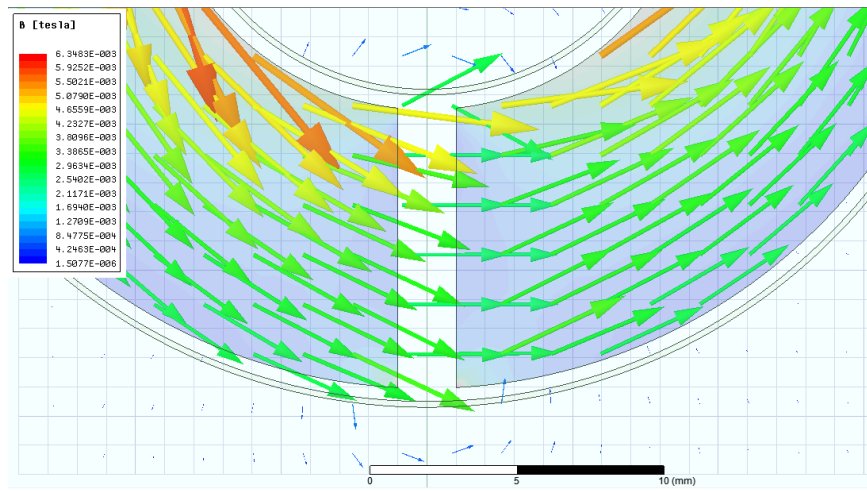 B [tesla]
6.3483E-003
5.9252E-003
5.5021E-003
5.0790E-003
4.6559E-003
4.2327E-003
3.8096E-003
3.3865E-003
2.9634E-003
2.5402E-003
2.1171E-003
1.6940E-003
1.2709E-003
8.4775E-004
4.2463E-004
1.5077E-006
0 5 10 (mm)